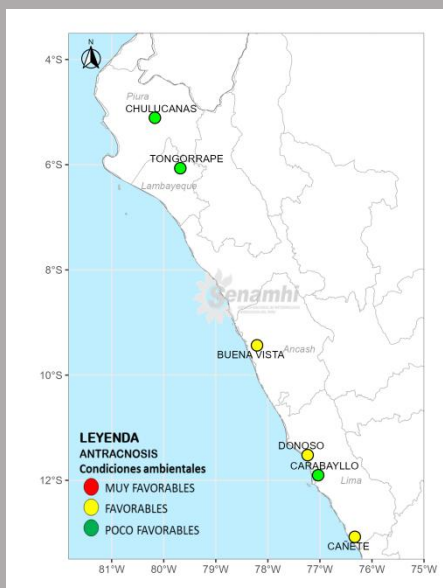 N
4°S
Piura
CHULUCANAS
TONGORRAPE
6°S
Lambayeque
8°S
Senamhi
BUENA VISTA
Ancash
10°S
DONOSO
CARABAYLLO
12°S
Lima
CAÑETE
LEYENDA
ANTRACNOSIS
Condiciones ambientales
MUY FAVORABLES
FAVORABLES
POCO FAVORABLES
81°W 80°W 79°W 78°W 77°W 76°W 75°W